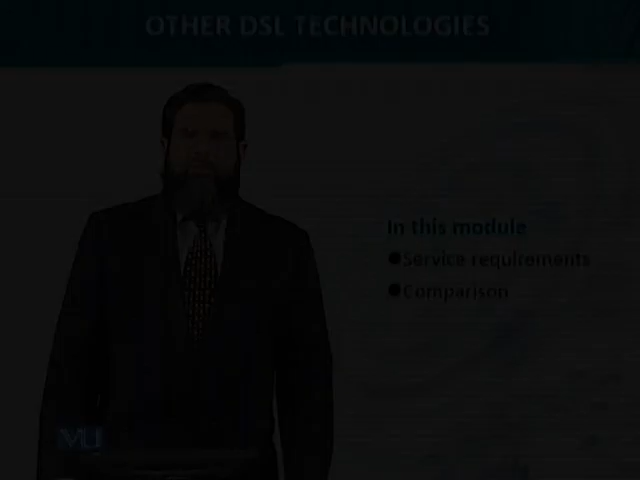 OTHER DSL TECHNOLOGIES
In this module
●Service requirements
●Comparison
VU